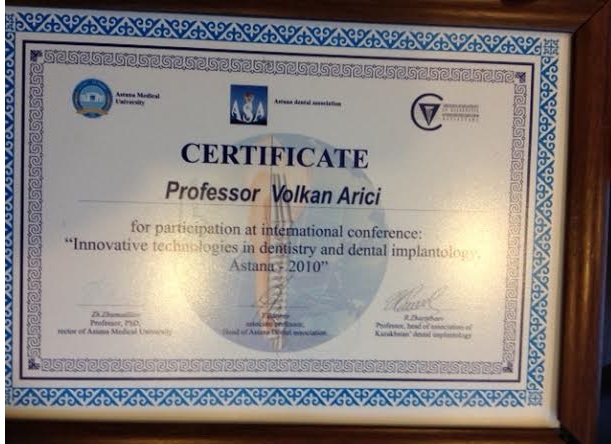 Astana Medical
University
ASA
Astana dental association
CERTIFICATE
Professor Volkan Arici
for participation at international conference:
“Innovative technologies in dentistry and dental implantology,
Astana - 2010”
Professor, PhD,
rector of Astana Medical University
associate professor,
Head of Astana Dental association
Professor, head of association of
Kazakhstan' dental implantology